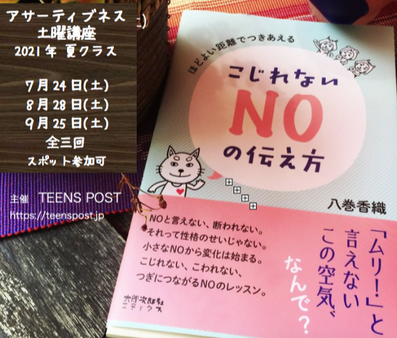 アサーティブネス
土曜講座
2021年 夏クラス
7月24日(土)
8月28日(土)
9月25日(土)
全三回
スポット参加可
主催 TEENS POST
https://teenspost.jp
ほどよい距離でつきあえる
こじれない
NO
の伝え方
八巻香織
NOと言えない、断われない。
それって性格のせいじゃない。
小さなNOから変化は始まる。
こじれない、こわれない、
つぎにつながるNOのレッスン。
「ムリ！」と
言えない
この空気、
なんで？
太郎次郎社
エディタス